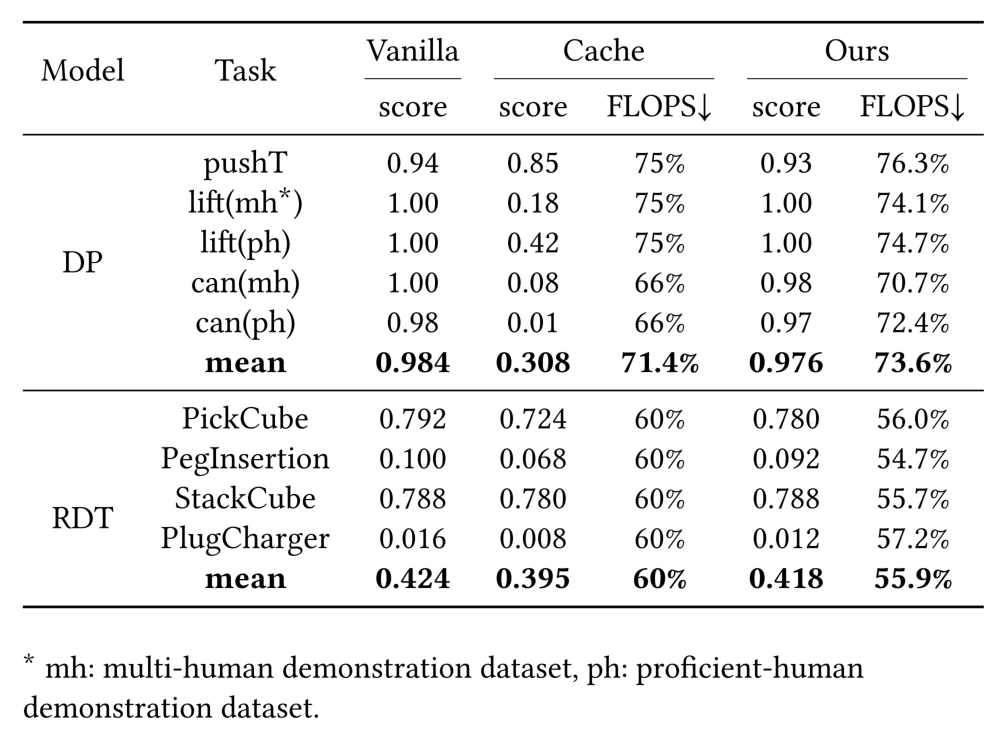 Model Task Vanilla Cache Ours
score score FLOPS↓ score FLOPS↓
DP
pushT 0.94 0.85 75% 0.93 76.3%
lift(mh*) 1.00 0.18 75% 1.00 74.1%
lift(ph) 1.00 0.42 75% 1.00 74.7%
can(mh) 1.00 0.08 66% 0.98 70.7%
can(ph) 0.98 0.01 66% 0.97 72.4%
mean 0.984 0.308 71.4% 0.976 73.6%
RDT
PickCube 0.792 0.724 60% 0.780 56.0%
PegInsertion 0.100 0.068 60% 0.092 54.7%
StackCube 0.788 0.780 60% 0.788 55.7%
PlugCharger 0.016 0.008 60% 0.012 57.2%
mean 0.424 0.395 60% 0.418 55.9%
* mh: multi-human demonstration dataset, ph: proficient-human
demonstration dataset.